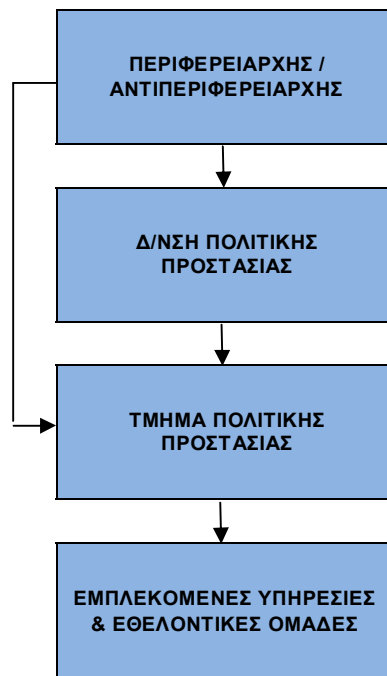 ΠΕΡΙΦΕΡΕΙΑΡΧΗΣ /
ΑΝΤΙΠΕΡΙΦΕΡΕΙΑΡΧΗΣ
Δ/ΝΣΗ ΠΟΛΙΤΙΚΗΣ
ΠΡΟΣΤΑΣΙΑΣ
ΤΜΗΜΑ ΠΟΛΙΤΙΚΗΣ
ΠΡΟΣΤΑΣΙΑΣ
ΕΜΠΛΕΚΟΜΕΝΕΣ ΥΠΗΡΕΣΙΕΣ
& ΕΘΕΛΟΝΤΙΚΕΣ ΟΜΑΔΕΣ